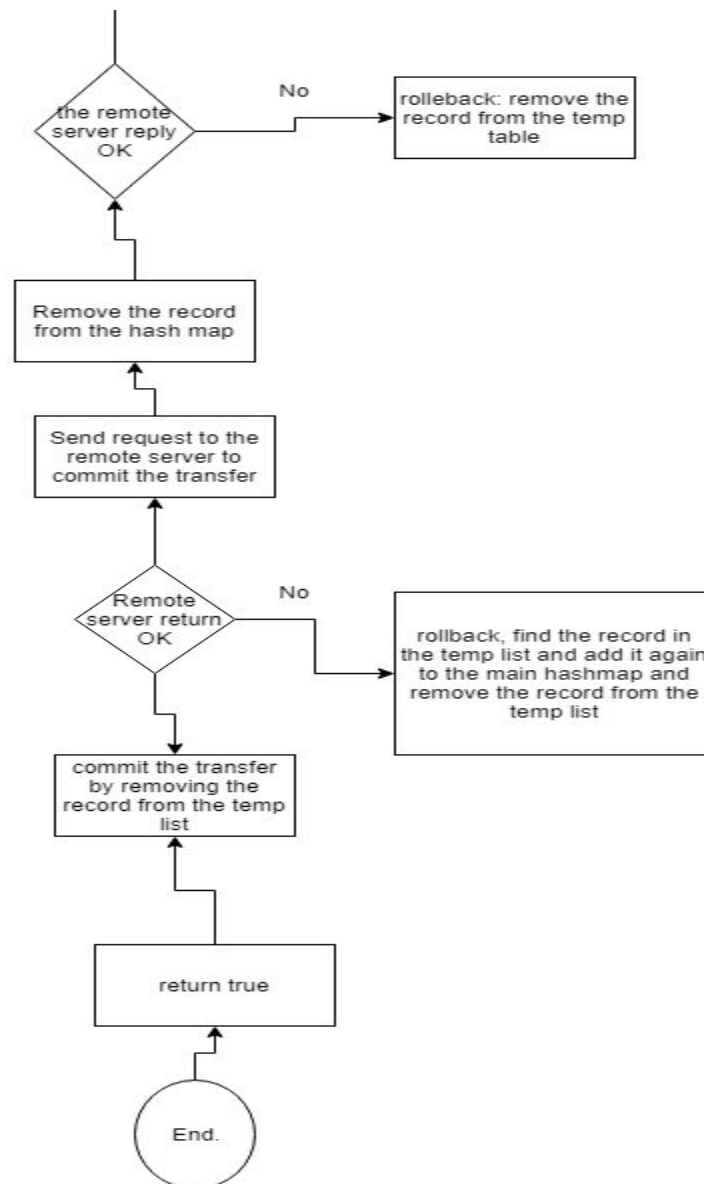 the remote
server reply
OK
No
rolleback: remove the
record from the temp
table
Remove the record
from the hash map
Send request to the
remote server to
commit the transfer
Remote
server return
OK
No
rollback, find the record in
the temp list and add it again
to the main hashmap and
remove the record from the
temp list
commit the transfer
by removing the
record from the temp
list
return true
End.